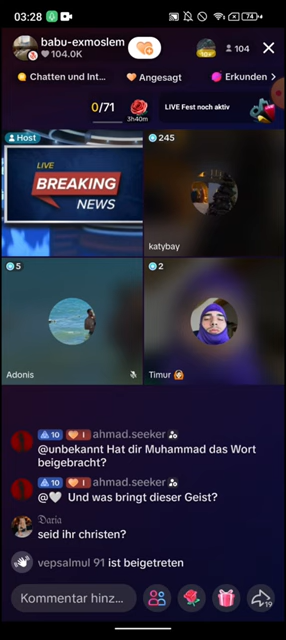 03:28
74
babu-exmoslem
104.0K
10x
104
Chatten und Int...
Angesagt
Erkunden >
0/71
3h40m
LIVE Fest noch aktiv
Host
LIVE
BREAKING
NEWS
245
katybay
5
Adonis
2
Timur
10 I ahmad.seeker
@unbekannt Hat dir Muhammad das Wort
beigebracht?
10 I ahmad.seeker
@🤍 Und was bringt dieser Geist?
𝔇𝔞𝔯𝔦𝔞
seid ihr christen?
vepsalmul 91 ist beigetreten
Kommentar hinz...
19